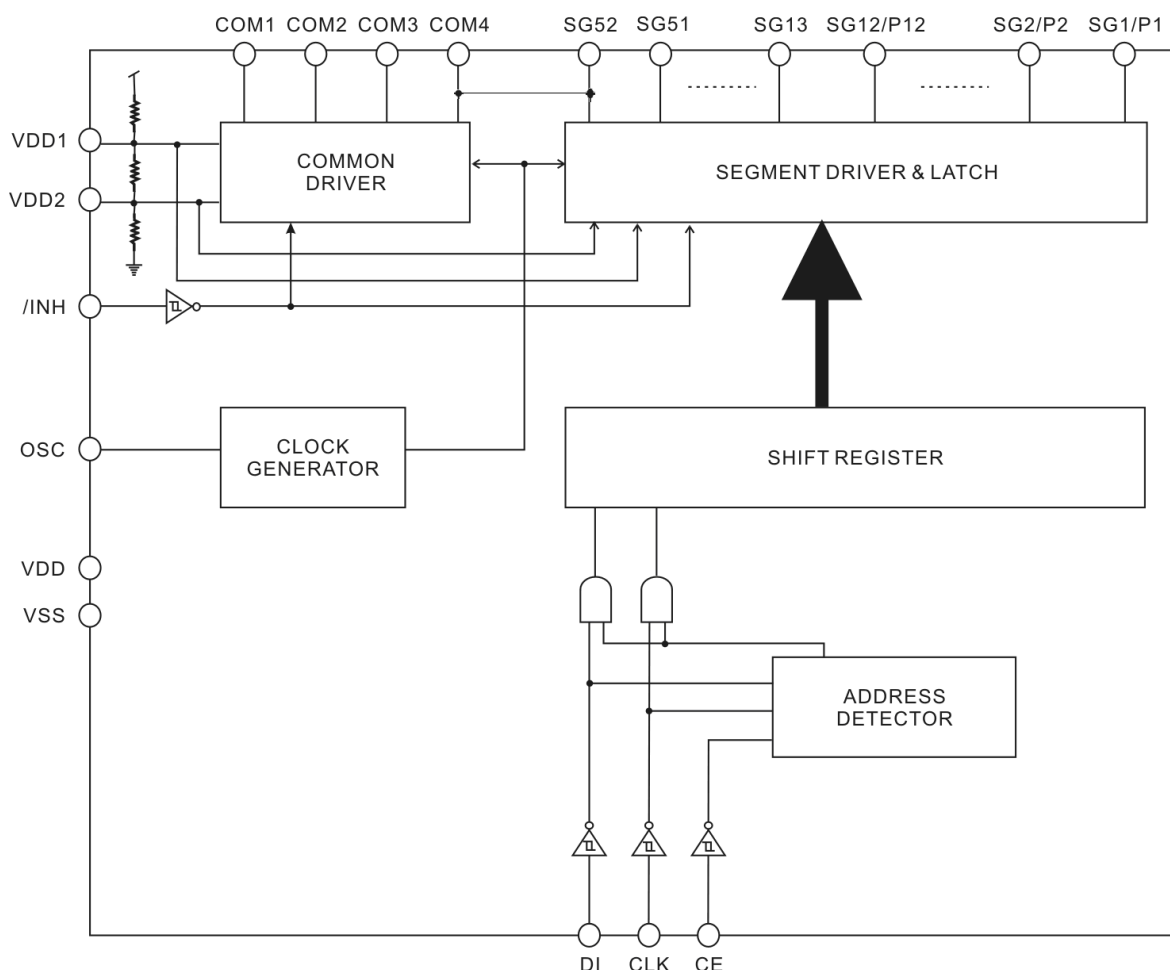 COM1 COM2 COM3 COM4 SG52 SG51 SG13 SG12/P12 SG2/P2 SG1/P1
VDD1
COMMON
DRIVER
SEGMENT DRIVER & LATCH
VDD2
/INH
OSC
CLOCK
GENERATOR
SHIFT REGISTER
VDD
VSS
ADDRESS
DETECTOR
DI CLK CE